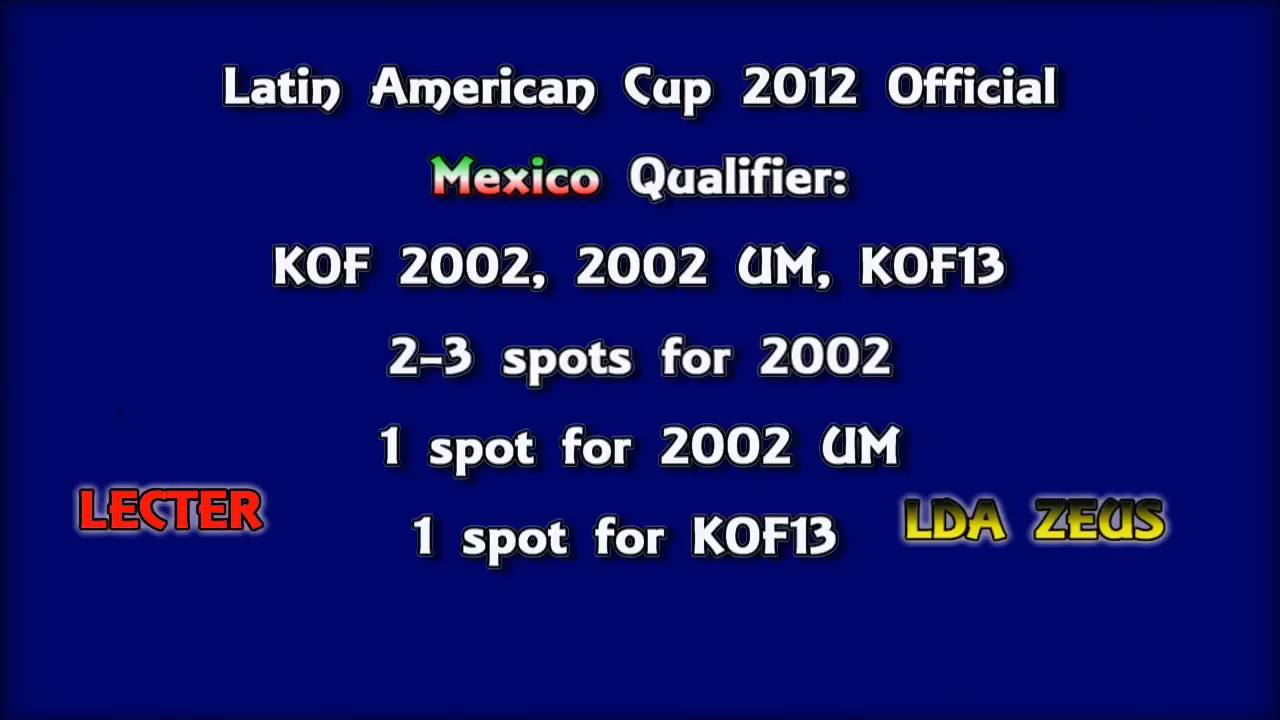 Latin American Cup 2012 Official
Mexico Qualifier:
KOF 2002, 2002 UM, KOF13
2-3 spots for 2002
1 spot for 2002 UM
LECTER
1 spot for KOF13
LDA ZEUS